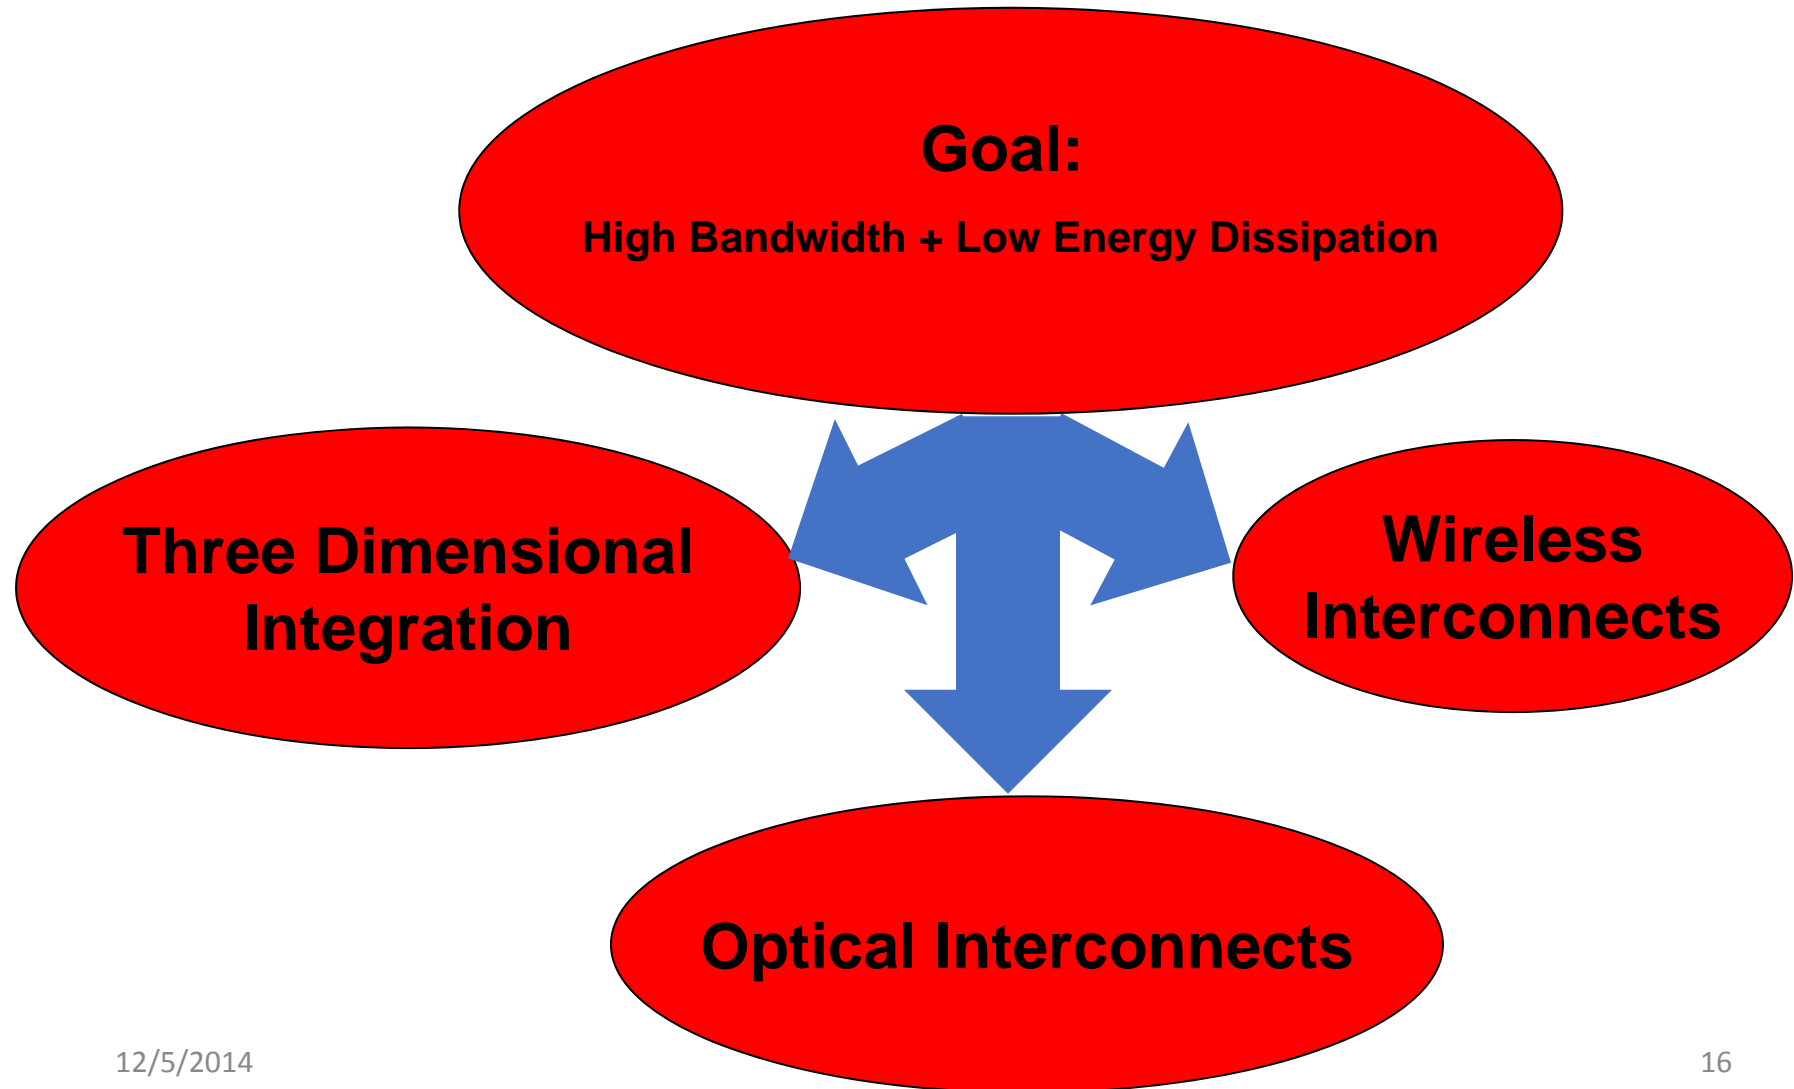 Goal:
High Bandwidth + Low Energy Dissipation
Three Dimensional
Integration
Wireless
Interconnects
Optical Interconnects
12/5/2014
16